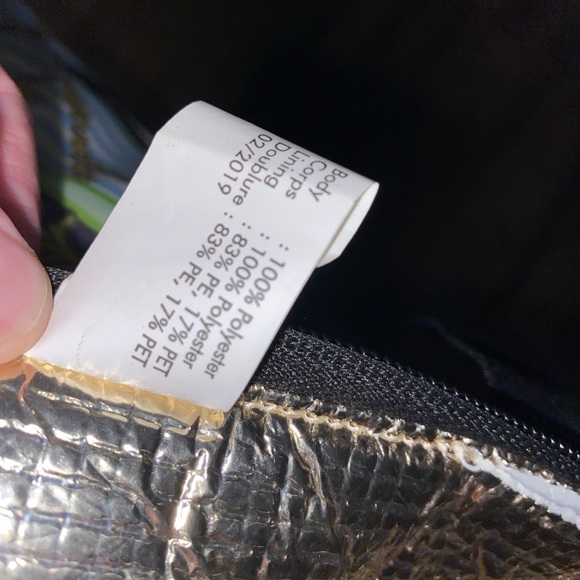 Body : 100% Polyester
Corps : 100% Polyester
Lining : 83% PE, 17% PET
Doublure : 83% PE, 17% PET
02/2019